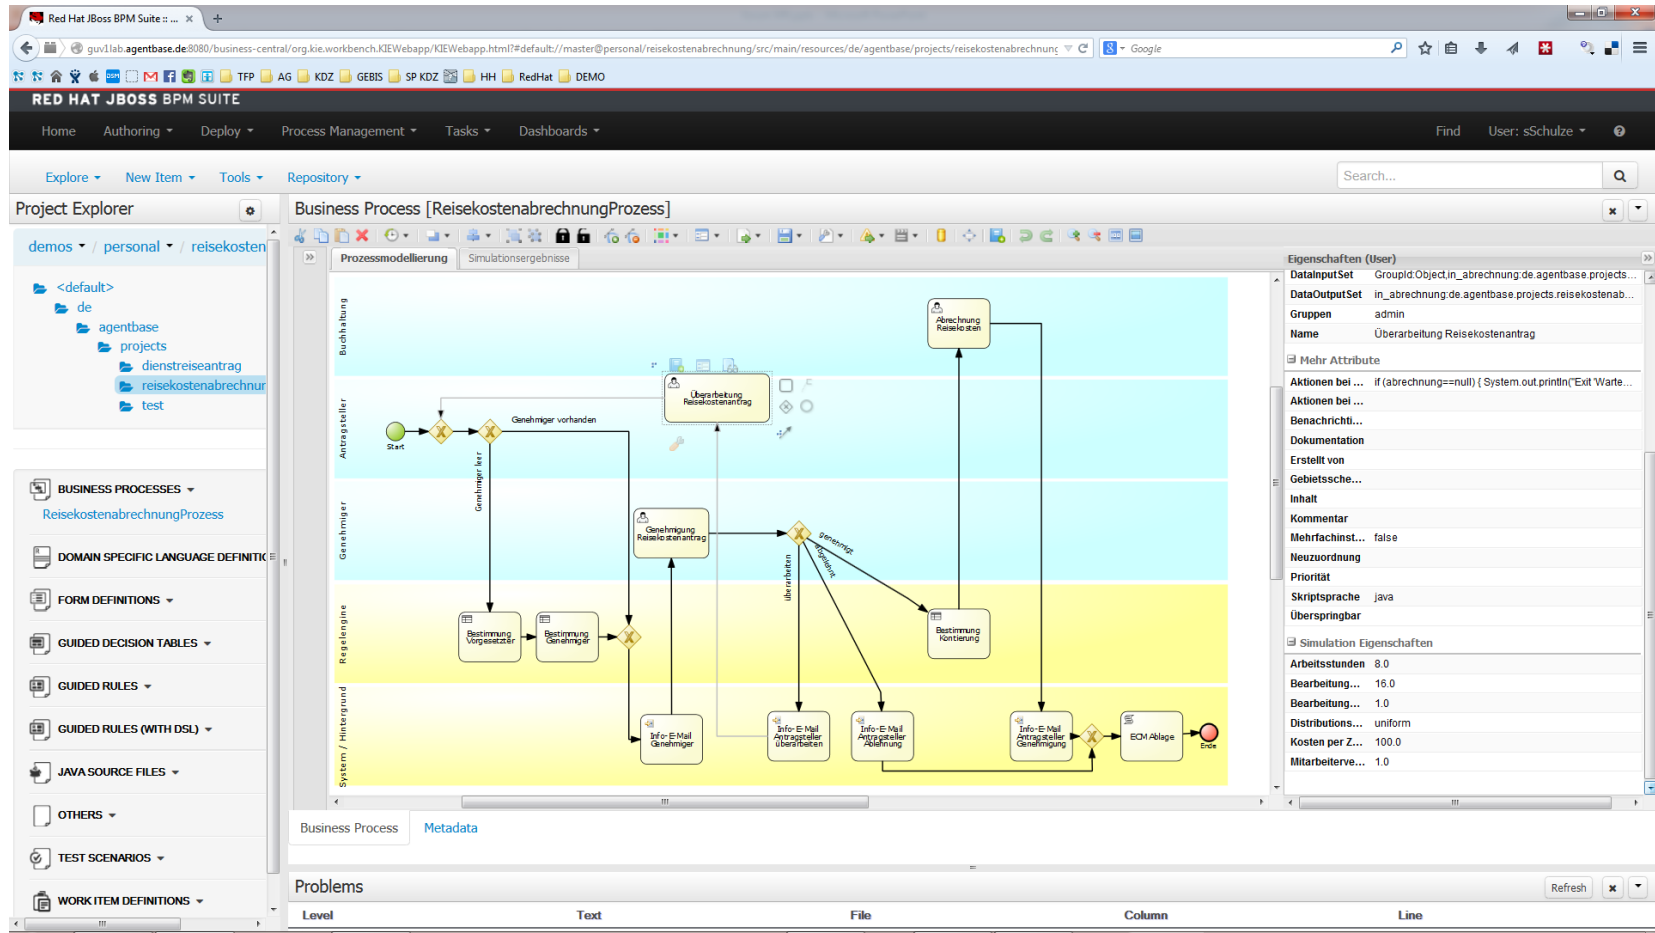 Red Hat JBoss BPM Suite :: ...
guv1lab.agentbase.de:8080/business-central/org.kie.workbench.KIEWebapp/KIEWebapp.html?#default://master@personal/reisekostenabrechnung/src/main/resources/de/agentbase/projects/reisekostenabrechnung
Google
TFP AG KDZ GEBIS SP KDZ HH RedHat DEMO
RED HAT JBOSS BPM SUITE
Home Authoring Deploy Process Management Tasks Dashboards Find User: sSchulze
Explore New Item Tools Repository Search...
Project Explorer
demos / personal / reisekosten
<default>
de
agentbase
projects
dienstreiseantrag
reisekostenabrechnur
test
BUSINESS PROCESSES
ReisekostenabrechnungProzess
DOMAIN SPECIFIC LANGUAGE DEFINITIC
FORM DEFINITIONS
GUIDED DECISION TABLES
GUIDED RULES
GUIDED RULES (WITH DSL)
JAVA SOURCE FILES
OTHERS
TEST SCENARIOS
WORK ITEM DEFINITIONS
Business Process [ReisekostenabrechnungProzess]
Prozessmodellierung Simulationsergebnisse
Buchhaltung
Abrechnung
Reisekosten
Antragsteller
Start
Genehmiger vorhanden
Genehmiger leer
Überarbeitung
Reisekostenantrag
Genehmiger
Genehmigung
Reisekostenantrag
genehmigt
abgelehnt
überarbeiten
Regelengine
Bestimmung
Vorgesetzter
Bestimmung
Genehmiger
Bestimmung
Kontierung
System / Hintergrund
Info-E-Mail
Genehmiger
Info-E-Mail
Antragsteller
überarbeiten
Info-E-Mail
Antragsteller
Ablehnung
Info-E-Mail
Antragsteller
Genehmigung
ECM Ablage
Ende
Eigenschaften (User)
DataInputSet GroupId:Object,in_abrechnung:de.agentbase.projects...
DataOutputSet in_abrechnung:de.agentbase.projects.reisekostenab...
Gruppen admin
Name Überarbeitung Reisekostenantrag
Mehr Attribute
Aktionen bei ... if (abrechnung==null) { System.out.println("Exit 'Warte...
Aktionen bei ...
Benachrichti...
Dokumentation
Erstellt von
Gebietssche...
Inhalt
Kommentar
Mehrfachinst... false
Neuzuordnung
Priorität
Skriptsprache java
Überspringbar
Simulation Eigenschaften
Arbeitsstunden 8.0
Bearbeitung... 16.0
Bearbeitung... 1.0
Distributions... uniform
Kosten per Z... 100.0
Mitarbeiterve... 1.0
Business Process Metadata
Problems Refresh
Level Text File Column Line